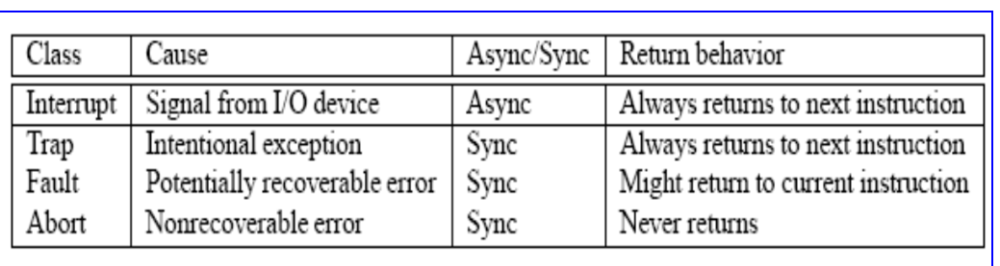 Class Cause Async/Sync Return behavior
Interrupt Signal from I/O device Async Always returns to next instruction
Trap Intentional exception Sync Always returns to next instruction
Fault Potentially recoverable error Sync Might return to current instruction
Abort Nonrecoverable error Sync Never returns